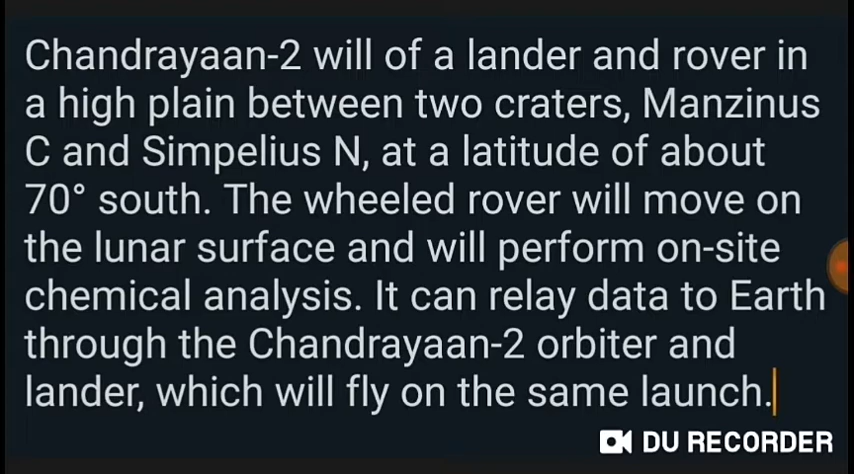 Chandrayaan-2 will of a lander and rover in
a high plain between two craters, Manzinus
C and Simpelius N, at a latitude of about
70° south. The wheeled rover will move on
the lunar surface and will perform on-site
chemical analysis. It can relay data to Earth
through the Chandrayaan-2 orbiter and
lander, which will fly on the same launch.
DU RECORDER